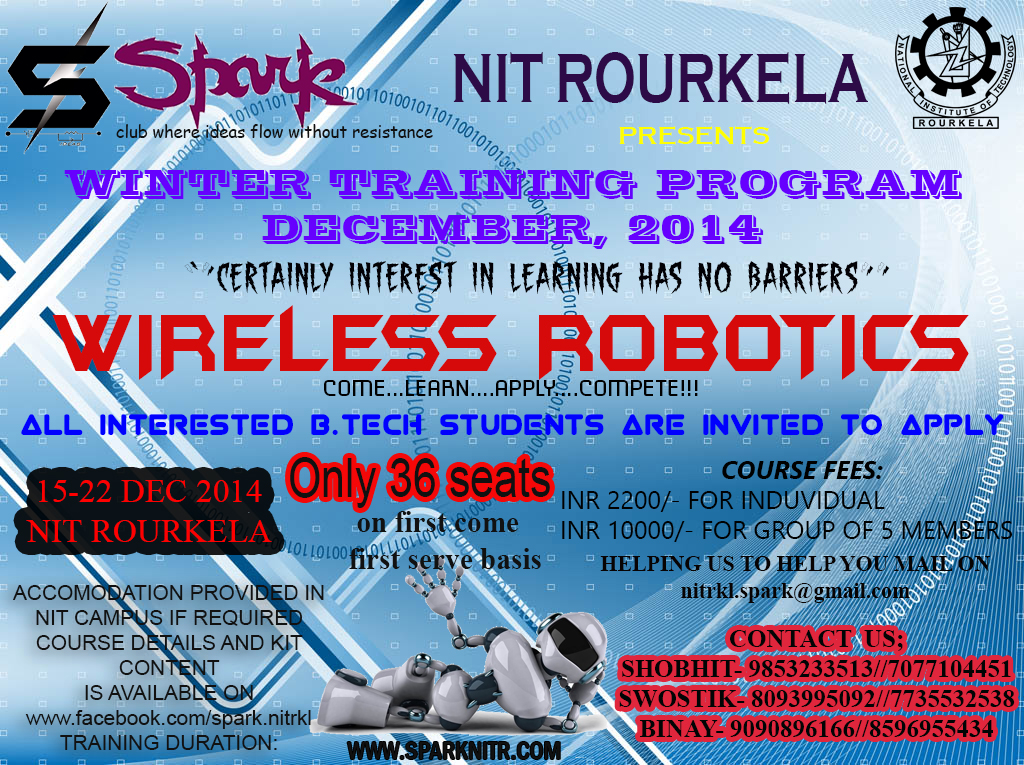 S Spark
club where ideas flow without resistance
NIT ROURKELA
PRESENTS
NATIONAL INSTITUTE OF TECHNOLOGY
ROURKELA
WINTER TRAINING PROGRAM
DECEMBER, 2014
``CERTAINLY INTEREST IN LEARNING HAS NO BARRIERS''
WIRELESS ROBOTICS
COME...LEARN....APPLY....COMPETE!!!
ALL INTERESTED B.TECH STUDENTS ARE INVITED TO APPLY
15-22 DEC 2014
NIT ROURKELA
Only 36 seats
on first come
first serve basis
COURSE FEES:
INR 2200/- FOR INDUVIDUAL
INR 10000/- FOR GROUP OF 5 MEMBERS
HELPING US TO HELP YOU MAIL ON
nitrkl.spark@gmail.com
ACCOMODATION PROVIDED IN
NIT CAMPUS IF REQUIRED
COURSE DETAILS AND KIT
CONTENT
IS AVAILABLE ON
www.facebook.com/spark.nitrkl
TRAINING DURATION:
WWW.SPARKNITR.COM
CONTACT US;
SHOBHIT- 9853233513//7077104451
SWOSTIK- 8093995092//7735532538
BINAY- 9090896166//8596955434